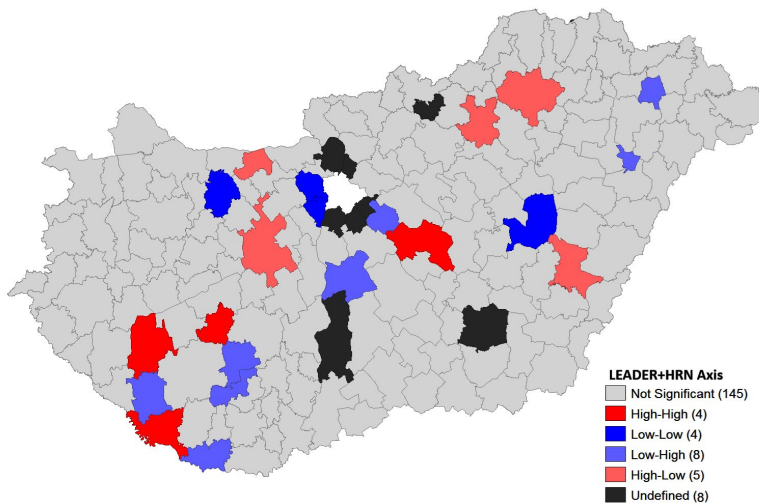 LEADER+HRN Axis
Not Significant (145)
High-High (4)
Low-Low (4)
Low-High (8)
High-Low (5)
Undefined (8)